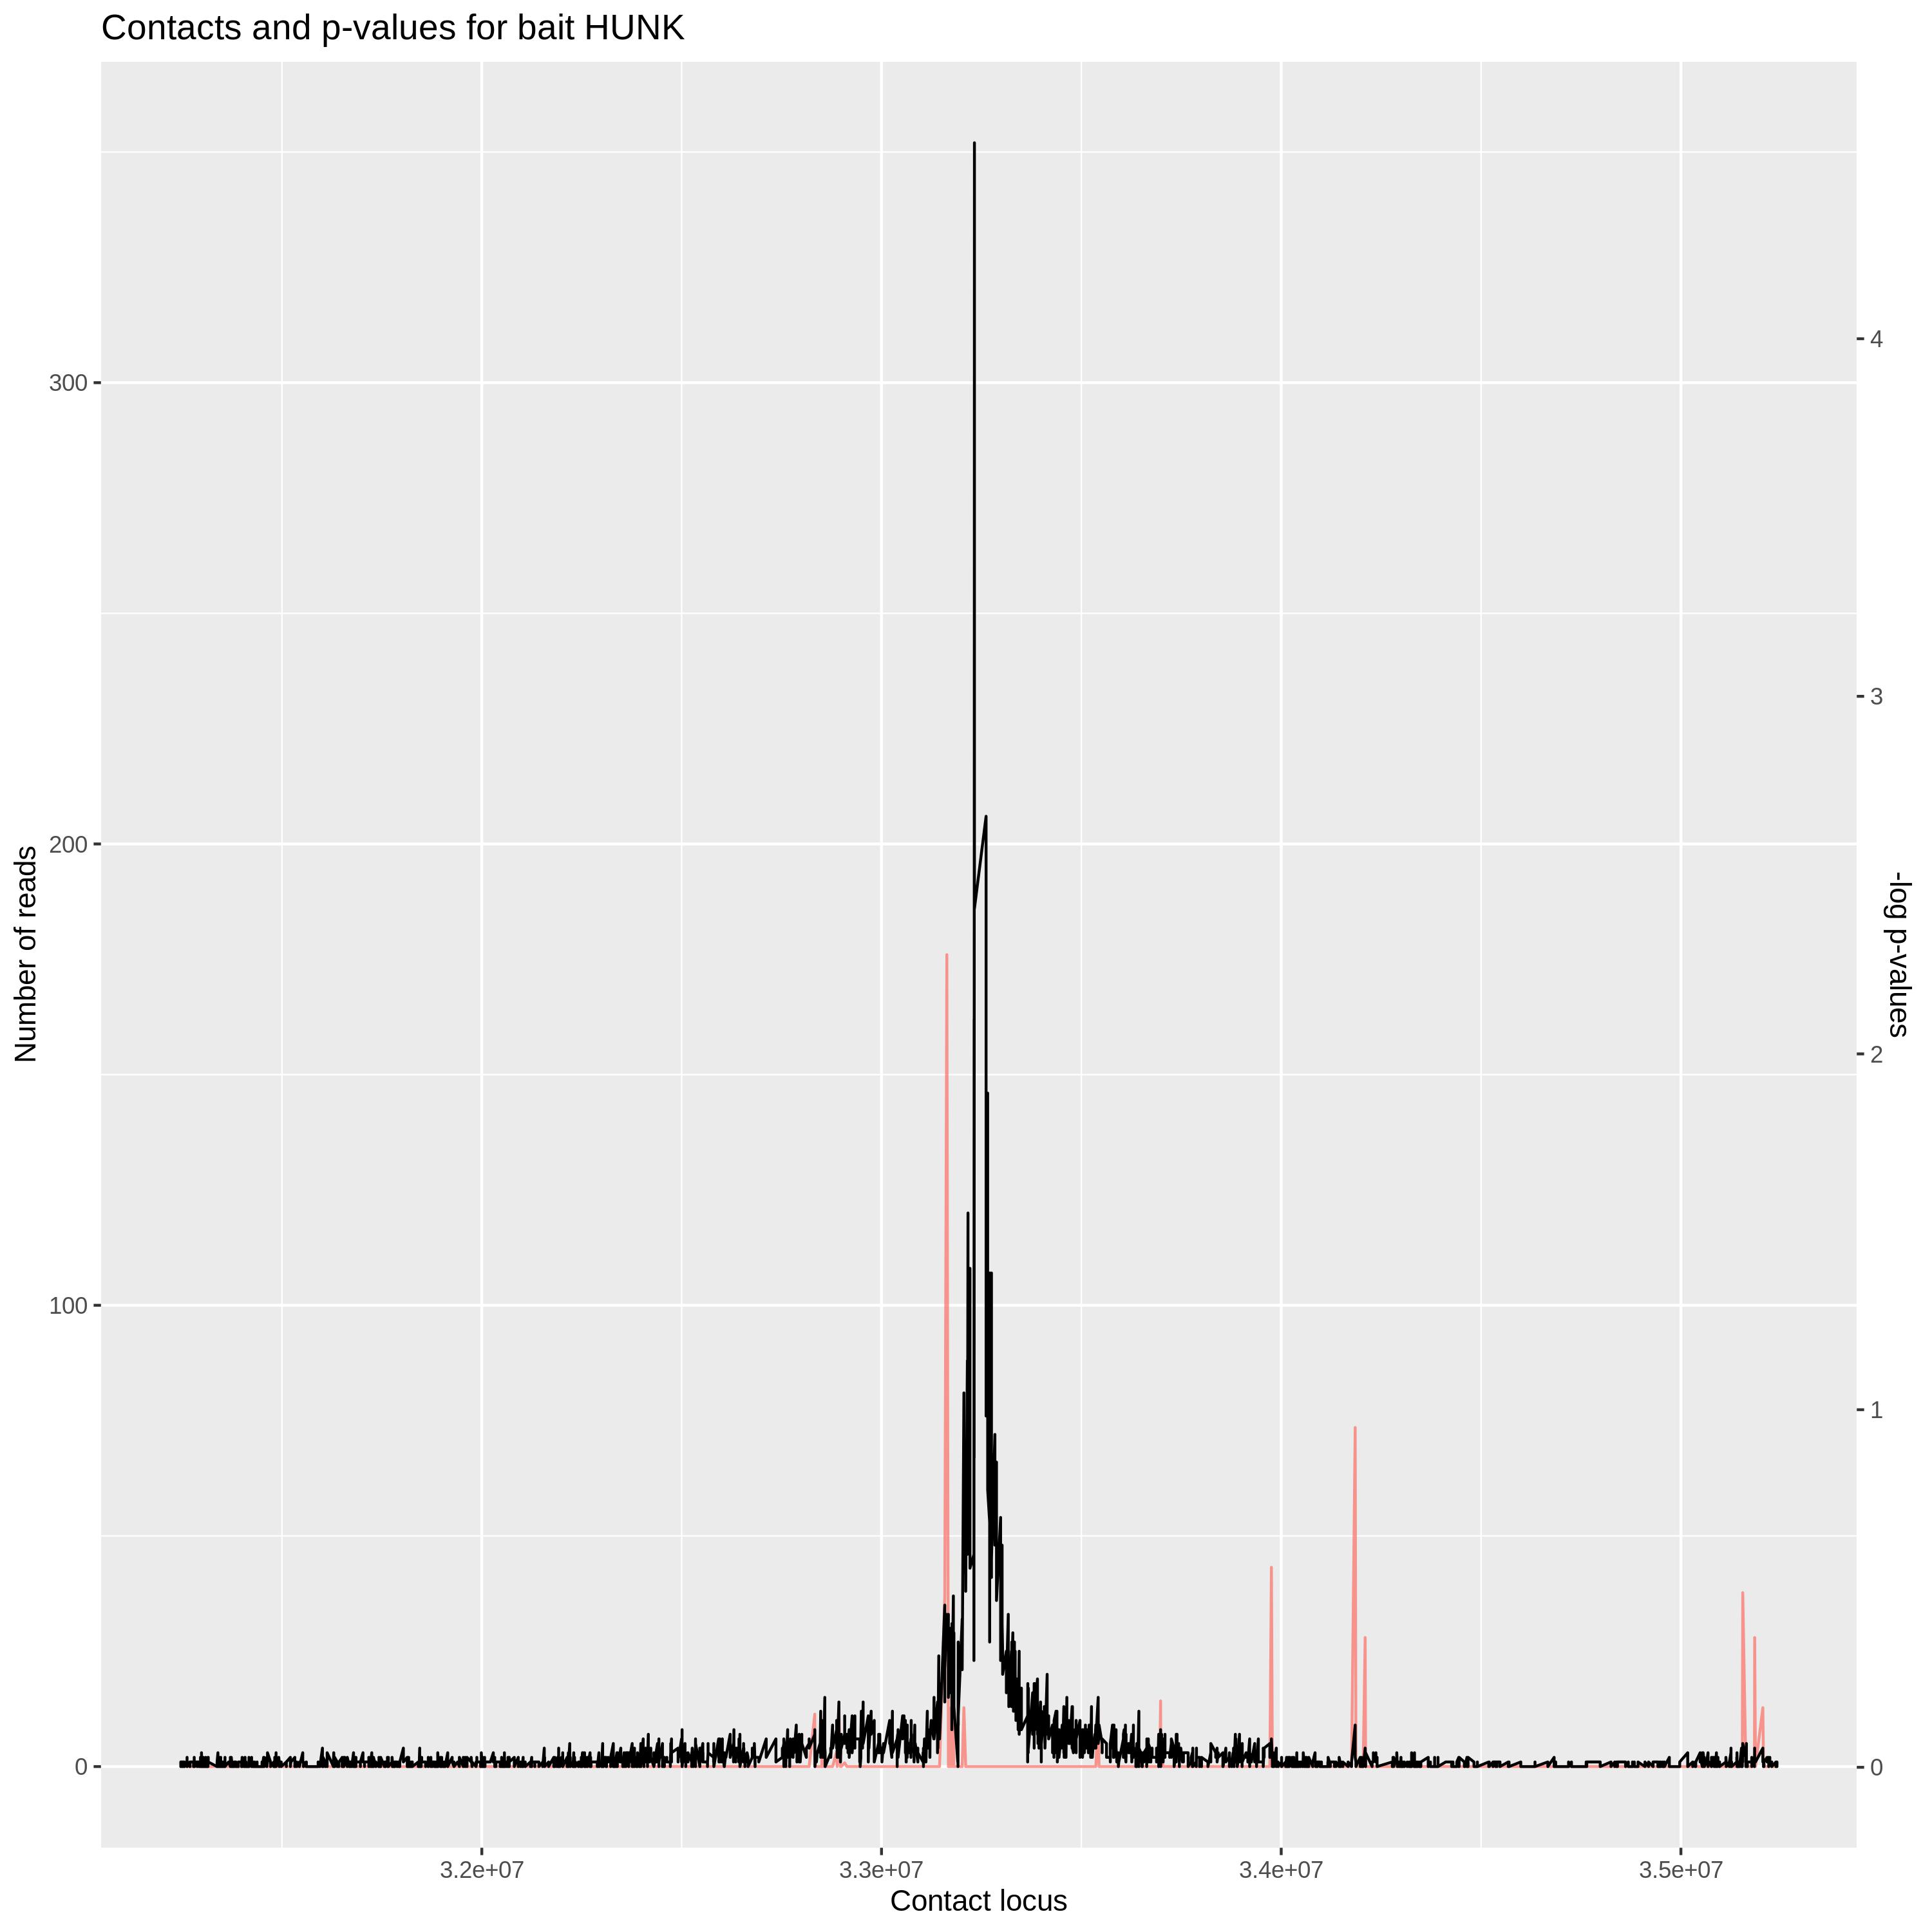 Contacts and p-values for bait HUNK
Number of reads
300
200
100
0
4
3
2
1
0
-log p-values
3.2e+07
3.3e+07
3.4e+07
3.5e+07
Contact locus